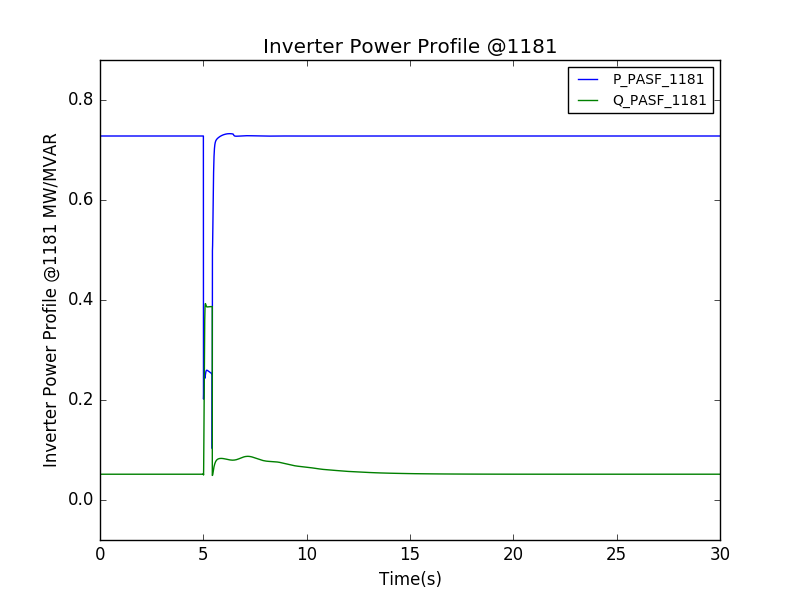 Inverter Power Profile @1181
P_PASF_1181
Q_PASF_1181
Inverter Power Profile @1181 MW/MVAR
0.8
0.6
0.4
0.2
0.0
0 5 10 15 20 25 30
Time(s)